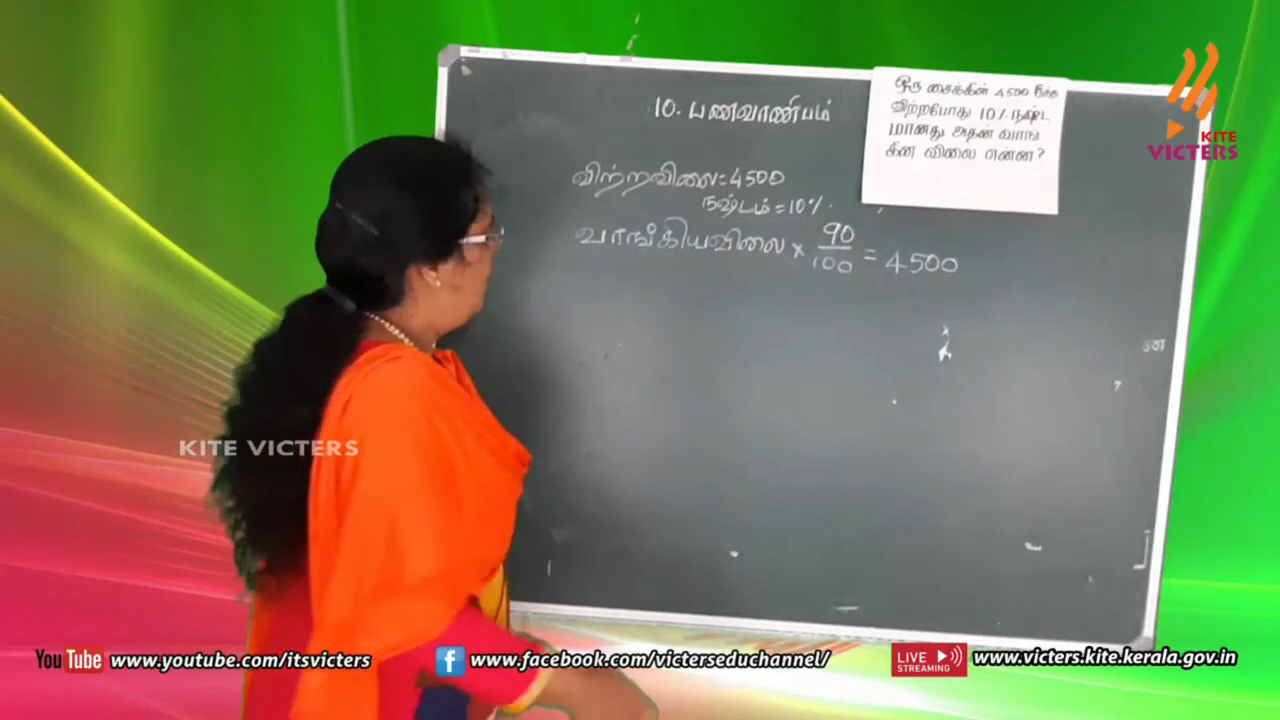 10. பணவாணிபம்
விற்றவிலை = 4500
நஷ்டம் = 10%.
வாங்கியவிலை × 90/100 = 4500
ஒரு சைக்கிள் 4500
விற்றபோது 10% நஷ்ட
மானது அதன் வாங்
கின விலை என்ன?
KITE
VICTERS
KITE VICTERS
You Tube www.youtube.com/itsvicters
f www.facebook.com/victerseduchannel/
LIVE
STREAMING
www.victers.kite.kerala.gov.in